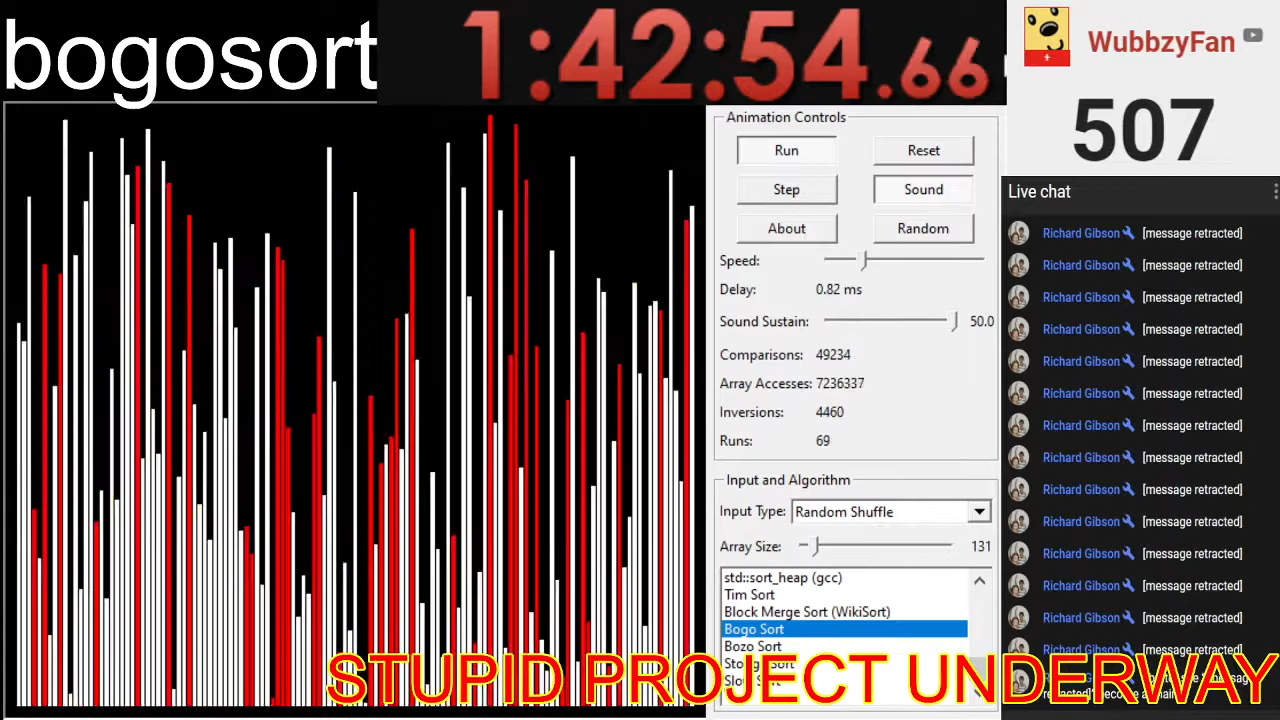 bogosort
1:42:54.66
WubbzyFan
507
Animation Controls
Run
Reset
Step
Sound
About
Random
Speed:
Delay: 0.82 ms
Sound Sustain: 50.0
Comparisons: 49234
Array Accesses: 7236337
Inversions: 4460
Runs: 69
Input and Algorithm
Input Type: Random Shuffle
Array Size: 131
std::sort_heap (gcc)
Tim Sort
Block Merge Sort (WikiSort)
Bogo Sort
Bozo Sort
Live chat
Richard Gibson [message retracted]
Richard Gibson [message retracted]
Richard Gibson [message retracted]
Richard Gibson [message retracted]
Richard Gibson [message retracted]
Richard Gibson [message retracted]
Richard Gibson [message retracted]
Richard Gibson [message retracted]
Richard Gibson [message retracted]
Richard Gibson [message retracted]
Richard Gibson [message retracted]
Richard Gibson [message retracted]
Richard Gibson [message retracted]
Richard Gibson [message retracted]
STUPID PROJECT UNDERWAY